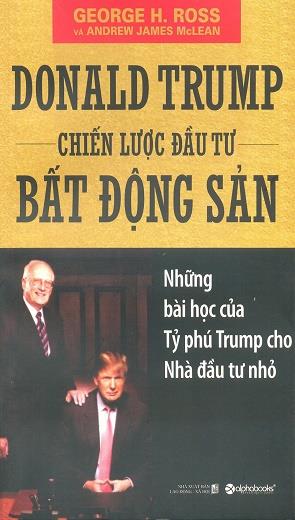 GEORGE H. ROSS
VÀ ANDREW JAMES McLEAN
DONALD TRUMP
CHIẾN LƯỢC ĐẦU TƯ
BẤT ĐỘNG SẢN
Những
bài học của
Tỷ phú Trump cho
Nhà đầu tư nhỏ
NHÀ XUẤT BẢN
LAO ĐỘNG - XÃ HỘI
alphabooks